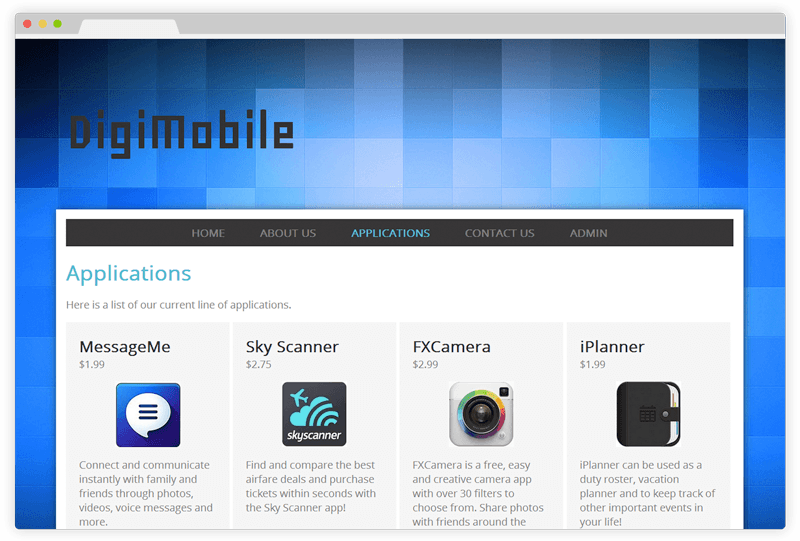 DigiMobile
HOME ABOUT US APPLICATIONS CONTACT US ADMIN
Applications
Here is a list of our current line of applications.
MessageMe
$1.99
Connect and communicate
instantly with family and
friends through photos,
videos, voice messages and
more.
Sky Scanner
$2.75
skyscanner
Find and compare the best
airfare deals and purchase
tickets within seconds with
the Sky Scanner app!
FXCamera
$2.99
FXCamera is a free, easy
and creative camera app
with over 30 filters to
choose from. Share photos
with friends around the
iPlanner
$1.99
iPlanner can be used as a
duty roster, vacation
planner and to keep track of
other important events in
your life!